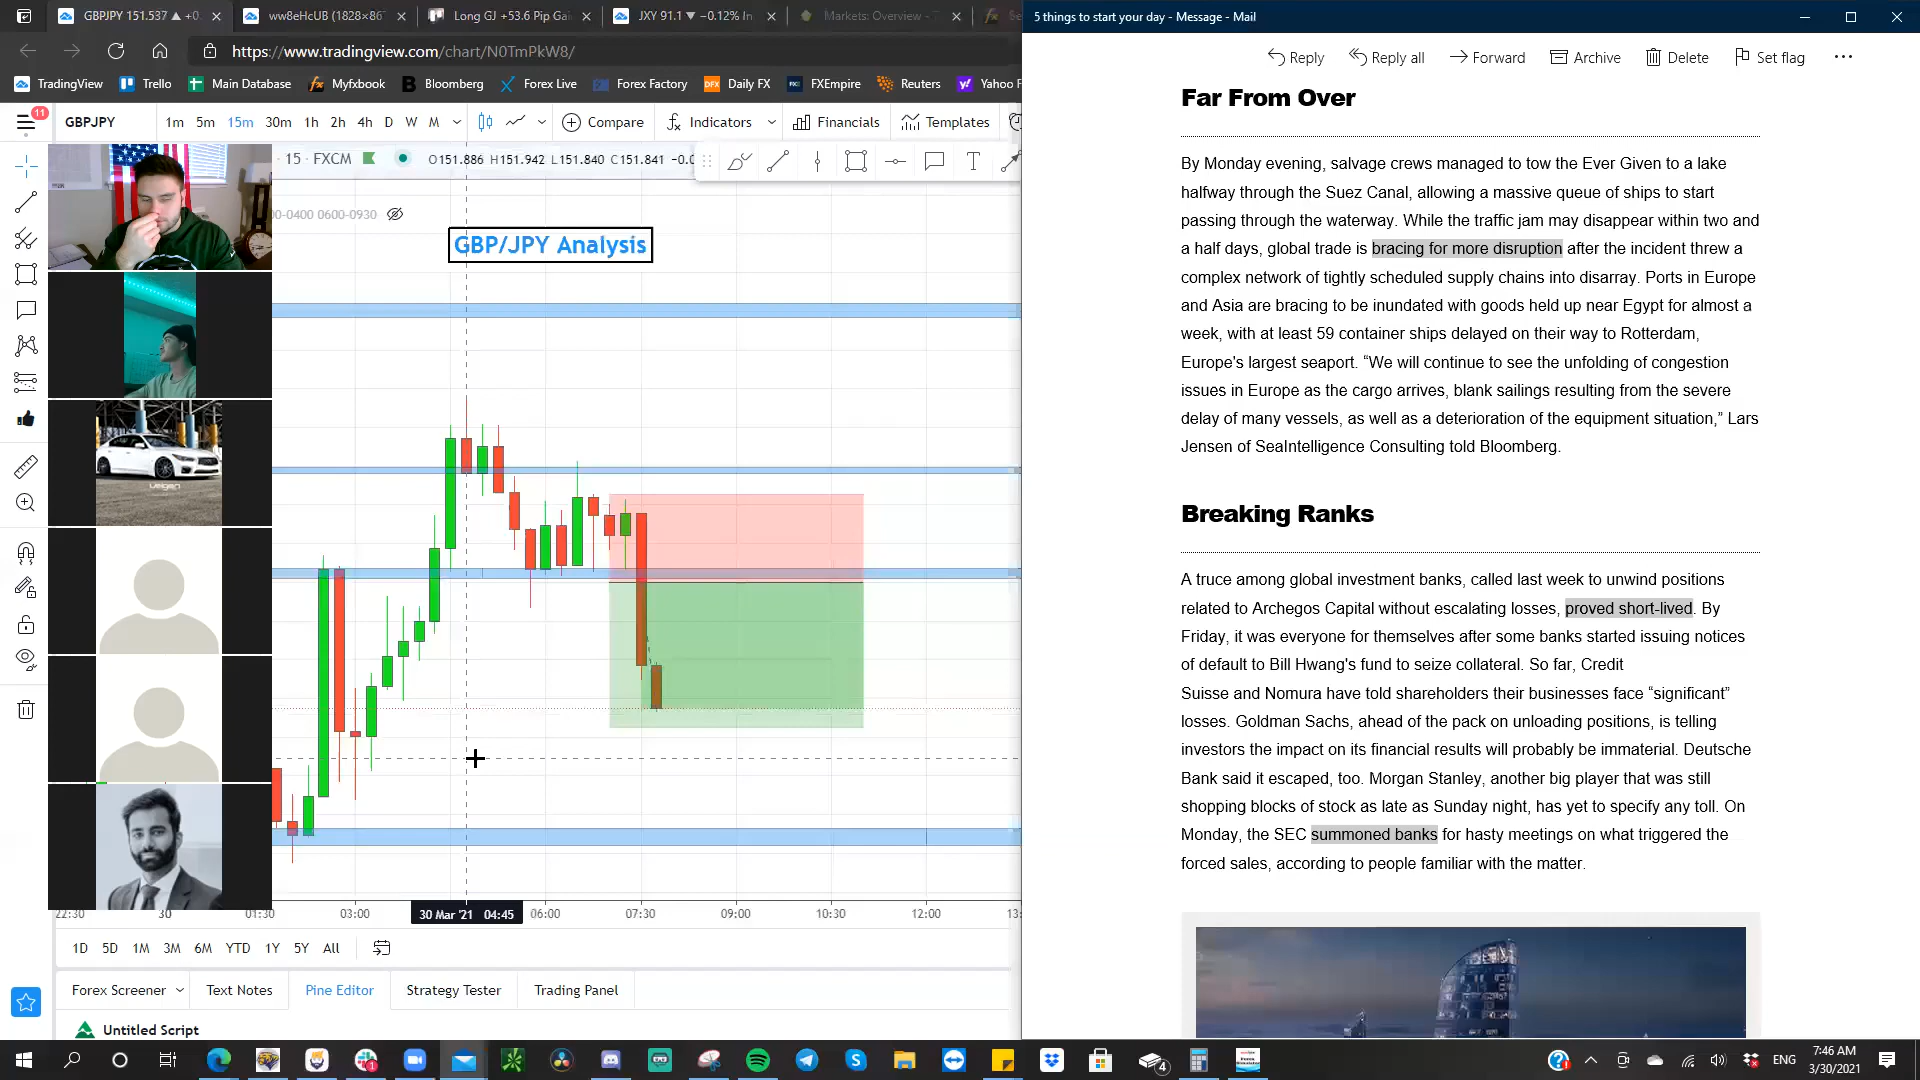 GBPJPY 151.537 ▲ +0
ww8eHcUB (1828×86
Long GJ +53.6 Pip Gai
JXY 91.1 ▼ −0.12% In
Markets: Overview - T
5 things to start your day - Message - Mail
https://www.tradingview.com/chart/N0TmPkW8/
Reply
Reply all
Forward
Archive
Delete
Set flag
TradingView
Trello
Main Database
Myfxbook
Bloomberg
Forex Live
Forex Factory
Daily FX
FXEmpire
Reuters
Yahoo F
11
GBPJPY
1m 5m 15m 30m 1h 2h 4h D W M
Compare
Indicators
Financials
Templates
· 15 · FXCM
O151.886 H151.942 L151.840 C151.841 −0.0
00-0400 0600-0930
GBP/JPY Analysis
22:30 30 01:30 03:00 30 Mar '21 04:45 06:00 07:30 09:00 10:30 12:00 13:
1D 5D 1M 3M 6M YTD 1Y 5Y All
Forex Screener
Text Notes
Pine Editor
Strategy Tester
Trading Panel
Untitled Script
Far From Over
By Monday evening, salvage crews managed to tow the Ever Given to a lake
halfway through the Suez Canal, allowing a massive queue of ships to start
passing through the waterway. While the traffic jam may disappear within two and
a half days, global trade is bracing for more disruption after the incident threw a
complex network of tightly scheduled supply chains into disarray. Ports in Europe
and Asia are bracing to be inundated with goods held up near Egypt for almost a
week, with at least 59 container ships delayed on their way to Rotterdam,
Europe's largest seaport. “We will continue to see the unfolding of congestion
issues in Europe as the cargo arrives, blank sailings resulting from the severe
delay of many vessels, as well as a deterioration of the equipment situation,” Lars
Jensen of SeaIntelligence Consulting told Bloomberg.
Breaking Ranks
A truce among global investment banks, called last week to unwind positions
related to Archegos Capital without escalating losses, proved short-lived. By
Friday, it was everyone for themselves after some banks started issuing notices
of default to Bill Hwang's fund to seize collateral. So far, Credit
Suisse and Nomura have told shareholders their businesses face “significant”
losses. Goldman Sachs, ahead of the pack on unloading positions, is telling
investors the impact on its financial results will probably be immaterial. Deutsche
Bank said it escaped, too. Morgan Stanley, another big player that was still
shopping blocks of stock as late as Sunday night, has yet to specify any toll. On
Monday, the SEC summoned banks for hasty meetings on what triggered the
forced sales, according to people familiar with the matter.
ENG
7:46 AM
3/30/2021